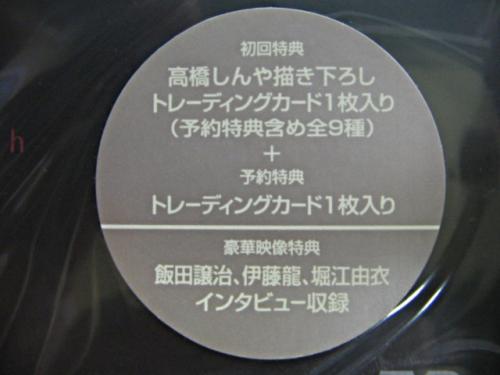 初回特典
高橋しんや描き下ろし
トレーディングカード1枚入り
(予約特典含め全9種)
+
予約特典
トレーディングカード1枚入り
豪華映像特典
飯田譲治、伊藤龍、堀江由衣
インタビュー収録
h